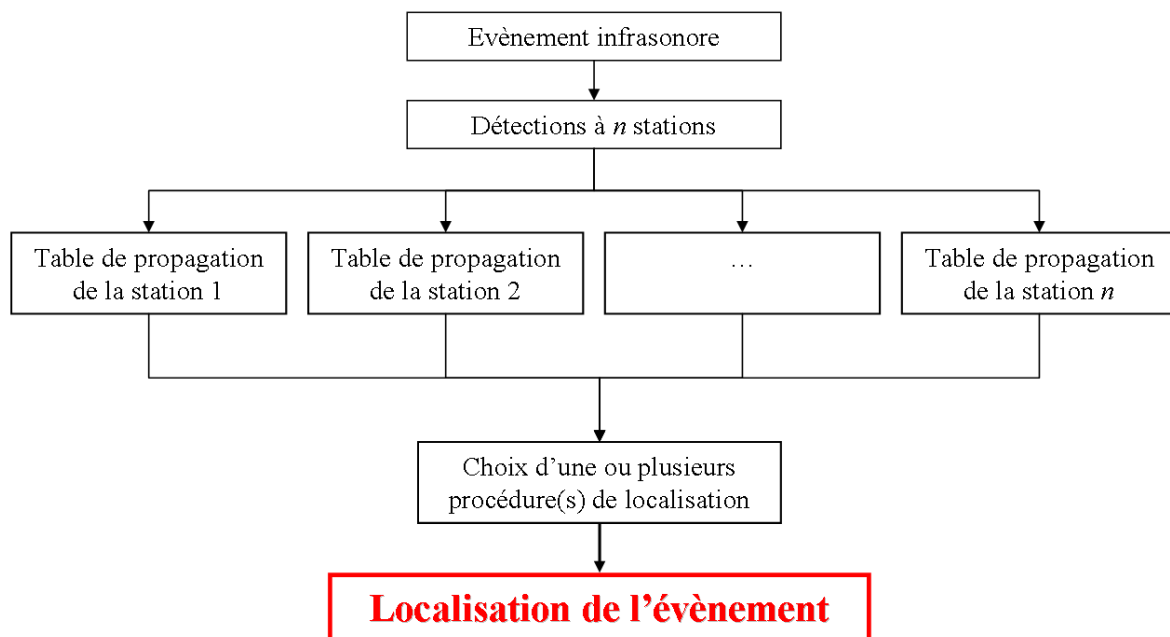 Evènement infrasonore
Détections à n stations
Table de propagation
de la station 1
Table de propagation
de la station 2
…
Table de propagation
de la station n
Choix d’une ou plusieurs
procédure(s) de localisation
Localisation de l’évènement